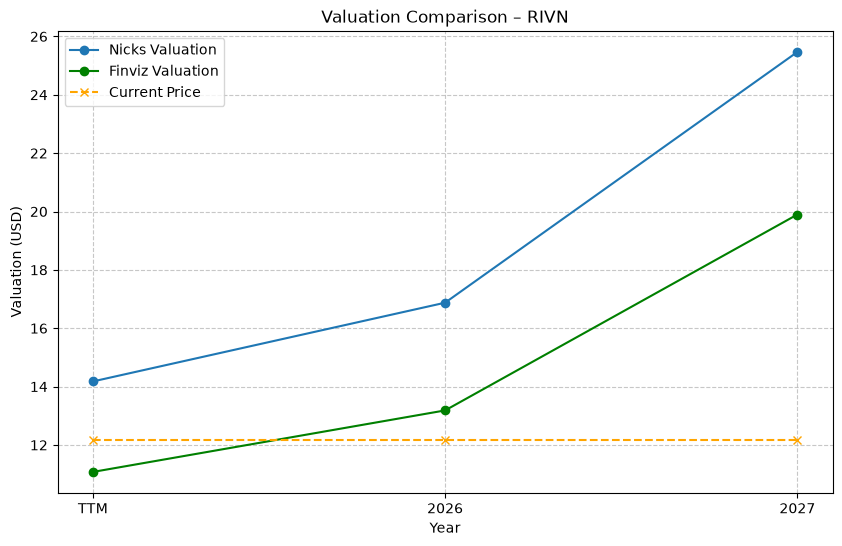 Valuation Comparison – RIVN
Nicks Valuation
Finviz Valuation
Current Price
Valuation (USD)
26
24
22
20
18
16
14
12
TTM
2026
2027
Year